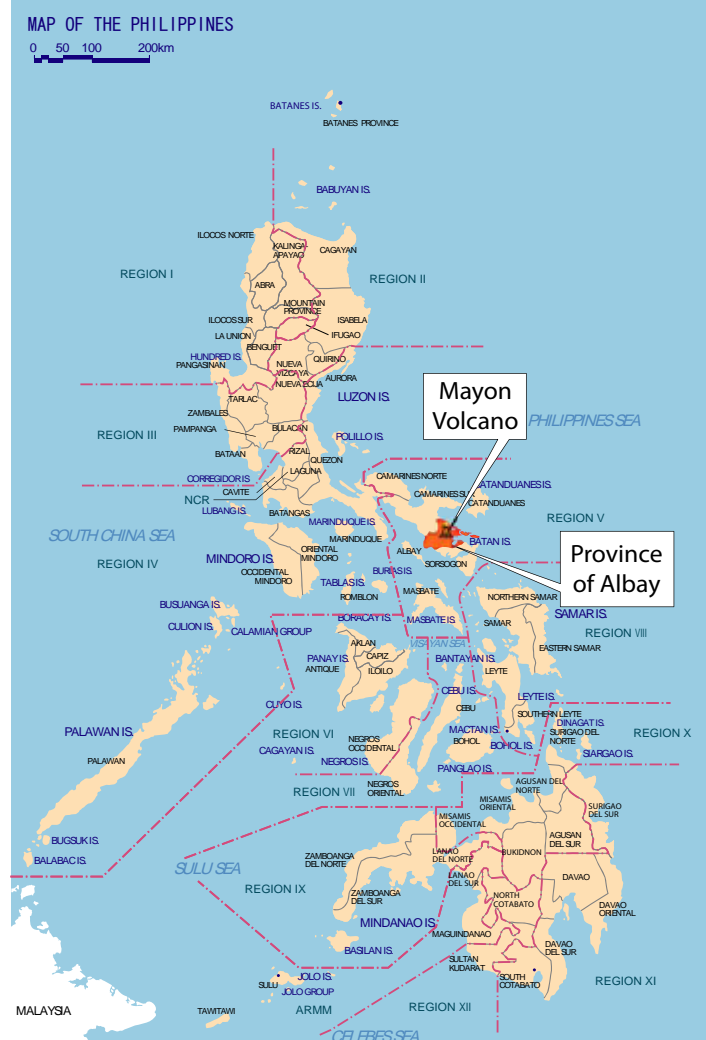 MAP OF THE PHILIPPINES
0 50 100 200km
BATANES IS.
BATANES PROVINCE
BABUYAN IS.
ILOCOS NORTE
KALINGA-
APAYAO
CAGAYAN
REGION I
REGION II
ABRA
MOUNTAIN
PROVINCE
ILOCOS SUR
ISABELA
IFUGAO
LA UNION
BENGUET
HUNDRED IS.
PANGASINAN
QUIRINO
NUEVA
VIZCAYA
AURORA
NUEVA ECIJA
Mayon
Volcano
TARLAC
LUZON IS.
ZAMBALES
PHILIPPINES SEA
REGION III
PAMPANGA
BULACAN
POLILLO IS.
BATAAN
RIZAL
QUEZON
LAGUNA
CORREGIDOR IS.
CAMARINES NORTE
CATANDUANES IS.
CAVITE
CAMARINES SUR
NCR
CATANDUANES
LUBANG IS.
BATANGAS
REGION V
MARINDUQUE IS.
SOUTH CHINA SEA
MARINDUQUE
BATAN IS.
Province
of Albay
REGION IV
MINDORO IS.
ORIENTAL
MINDORO
ALBAY
SORSOGON
OCCIDENTAL
MINDORO
BURIAS IS.
TABLAS IS.
ROMBLON
MASBATE
NORTHERN SAMAR
BUSUANGA IS.
SAMAR IS.
BORACAY IS.
MASBATE IS.
SAMAR
CULION IS.
CALAMIAN GROUP
REGION VIII
AKLAN
VISAYAN SEA
EASTERN SAMAR
PANAY IS.
CAPIZ
BANTAYAN IS.
ANTIQUE
ILOILO
LEYTE
CEBU IS.
LEYTE IS.
CUYO IS.
CEBU
SOUTHERN LEYTE
DINAGAT IS.
PALAWAN IS.
REGION VI
MACTAN IS.
SURIGAO DEL
NORTE
REGION X
NEGROS
OCCIDENTAL
BOHOL
BOHOL IS.
CAGAYAN IS.
SIARGAO IS.
PALAWAN
NEGROS IS.
PANGLAO IS.
REGION VII
NEGROS
ORIENTAL
AGUSAN DEL
NORTE
MISAMIS
ORIENTAL
SURIGAO
DEL SUR
MISAMIS
OCCIDENTAL
BUGSUK IS.
AGUSAN
DEL SUR
BALABAC IS.
ZAMBOANGA
DEL NORTE
LANAO
DEL NORTE
BUKIDNON
SULU SEA
LANAO
DEL SUR
DAVAO
REGION IX
ZAMBOANGA
DEL SUR
NORTH
COTABATO
DAVAO
ORIENTAL
MINDANAO IS.
MAGUINDANAO
BASILAN IS.
DAVAO
DEL SUR
SULTAN
KUDARAT
JOLO IS.
SOUTH
COTABATO
REGION XI
SULU
JOLO GROUP
MALAYSIA
TAWITAWI
ARMM
REGION XII
CELEBES SEA